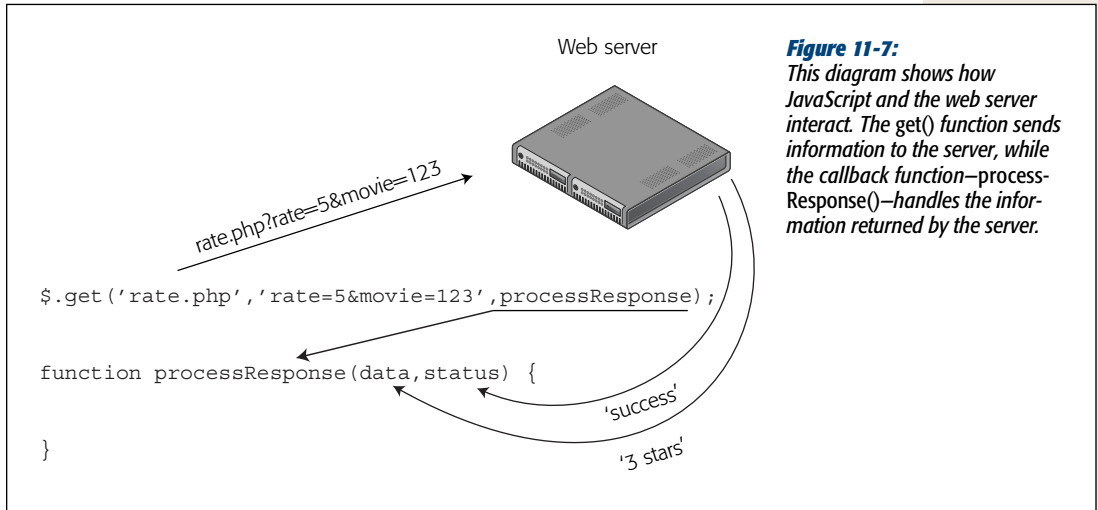 Web server
rate.php?rate=5&movie=123
$.get('rate.php','rate=5&movie=123',processResponse);
function processResponse(data,status) {
'success'
'3 stars'
}
Figure 11-7:
This diagram shows how
JavaScript and the web server
interact. The get() function sends
information to the server, while
the callback function—process-
Response()—handles the infor-
mation returned by the server.